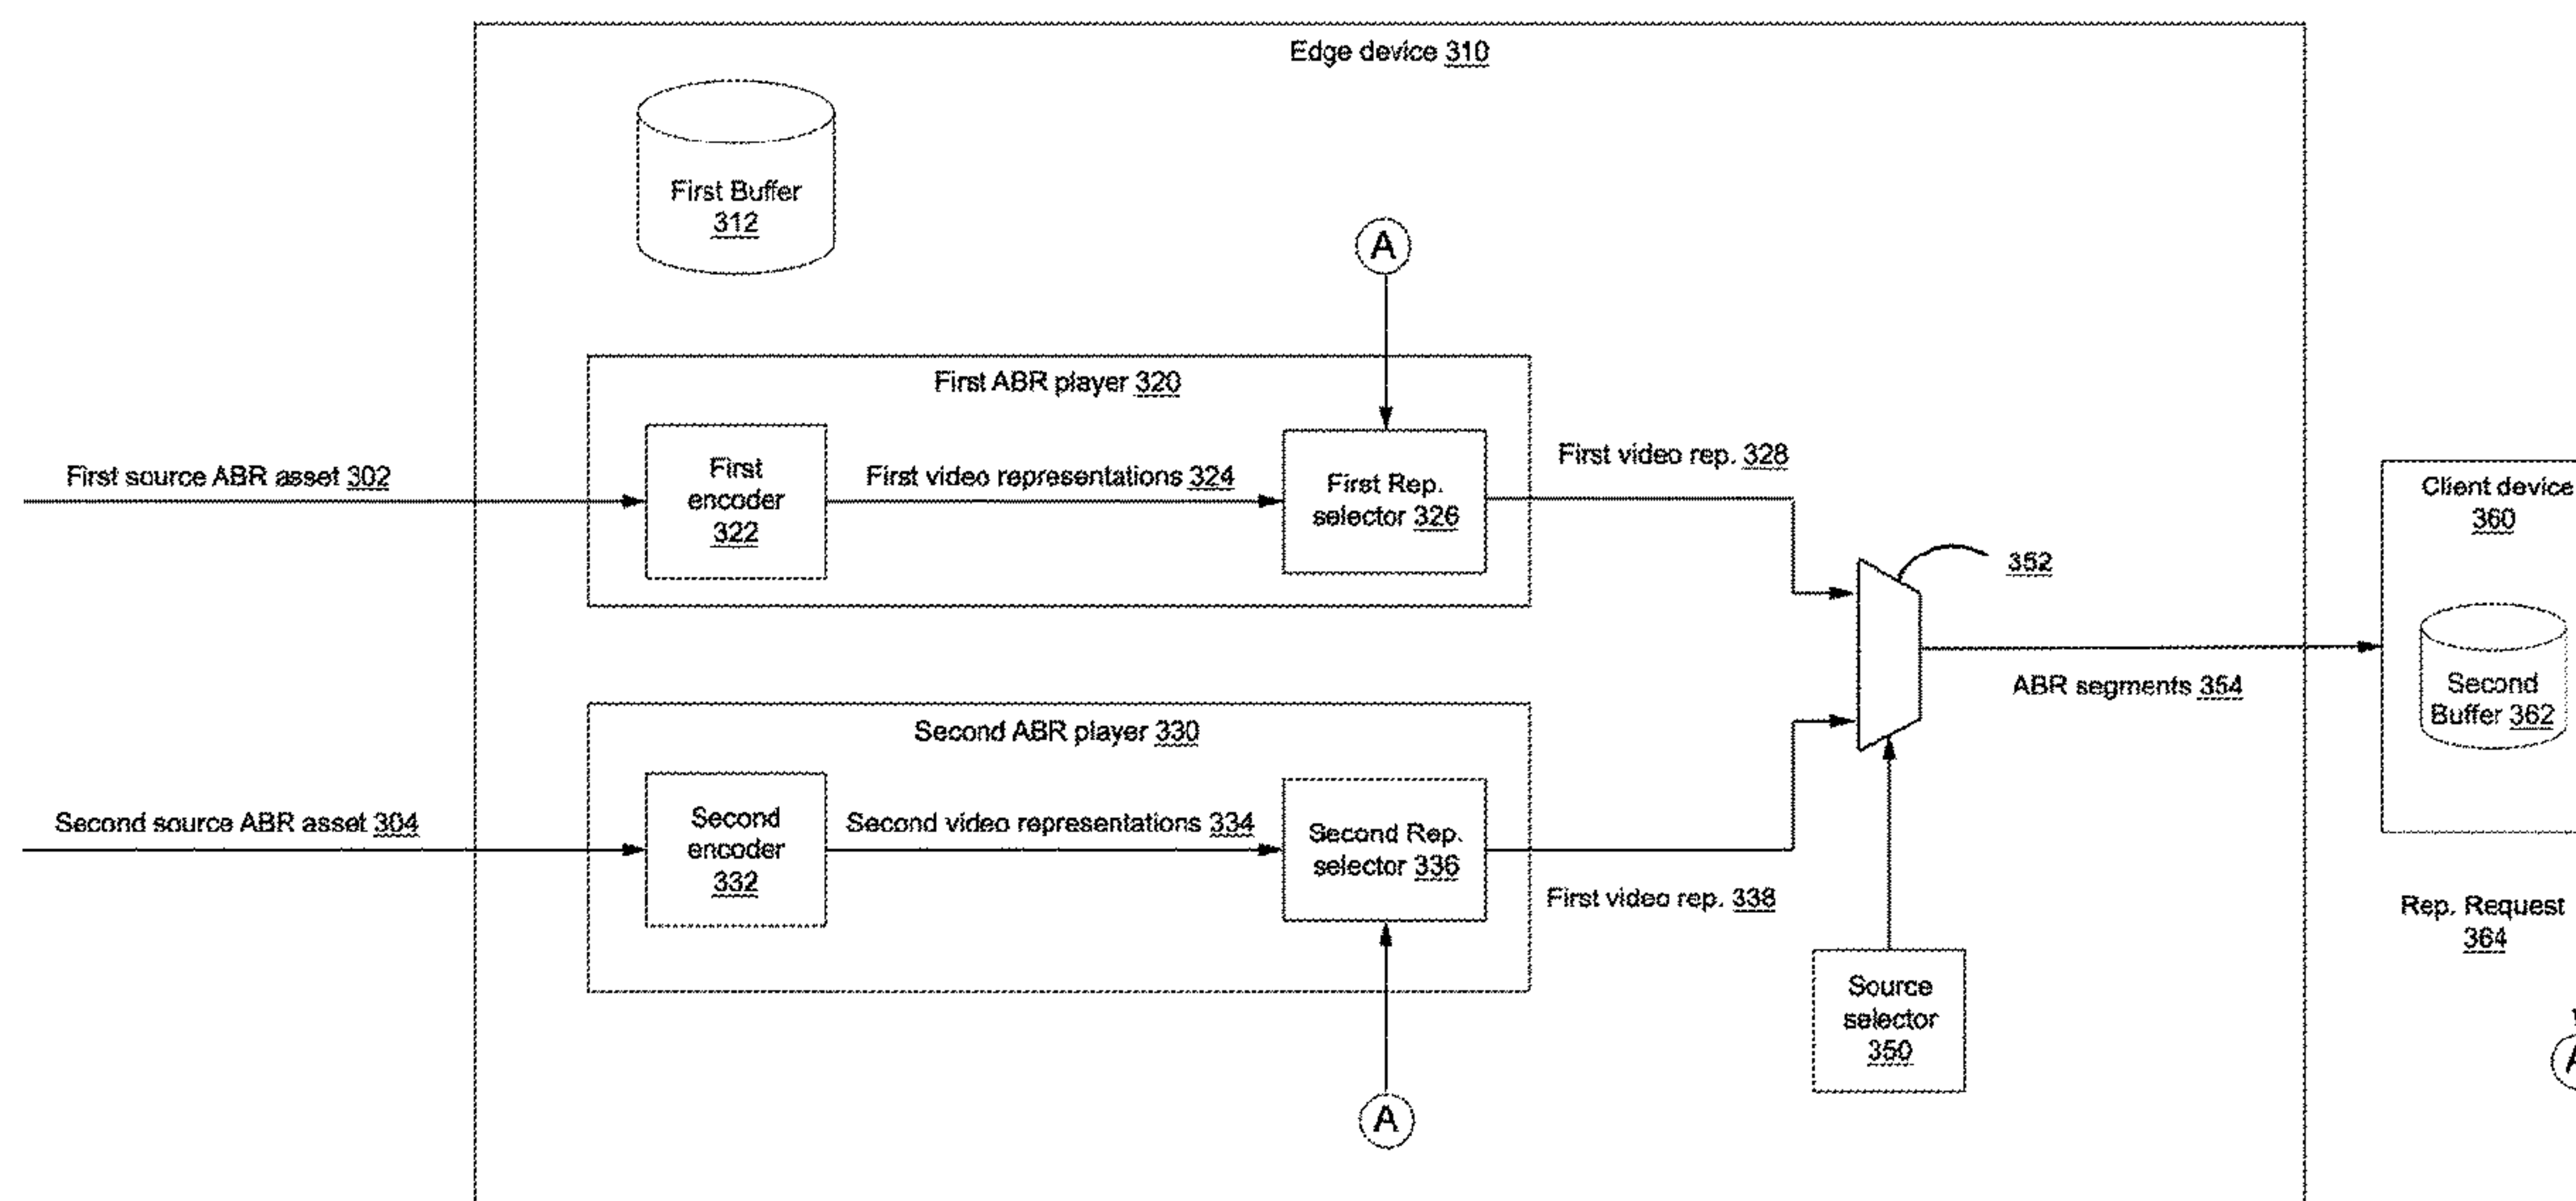 Edge device 310
First Buffer
312
A
First ABR player 320
First source ABR asset 302
First
encoder
322
First video representations 324
First Rep.
selector 326
First video rep. 328
352
Client device
360
Second
Buffer 362
ABR segments 354
Second ABR player 330
Second source ABR asset 304
Second
encoder
332
Second video representations 334
Second Rep.
selector 336
First video rep. 338
Rep. Request
364
Source
selector
350
A
A